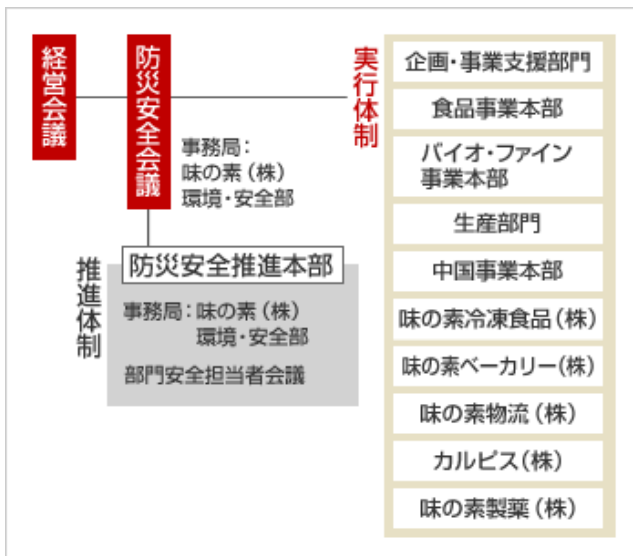 経営会議
防災安全会議
事務局：
味の素（株）
環境・安全部
推進体制
防災安全推進本部
事務局：味の素（株）
環境・安全部
部門安全担当者会議
実行体制
企画・事業支援部門
食品事業本部
バイオ・ファイン
事業本部
生産部門
中国事業本部
味の素冷凍食品（株）
味の素ベーカリー（株）
味の素物流（株）
カルピス（株）
味の素製薬（株）